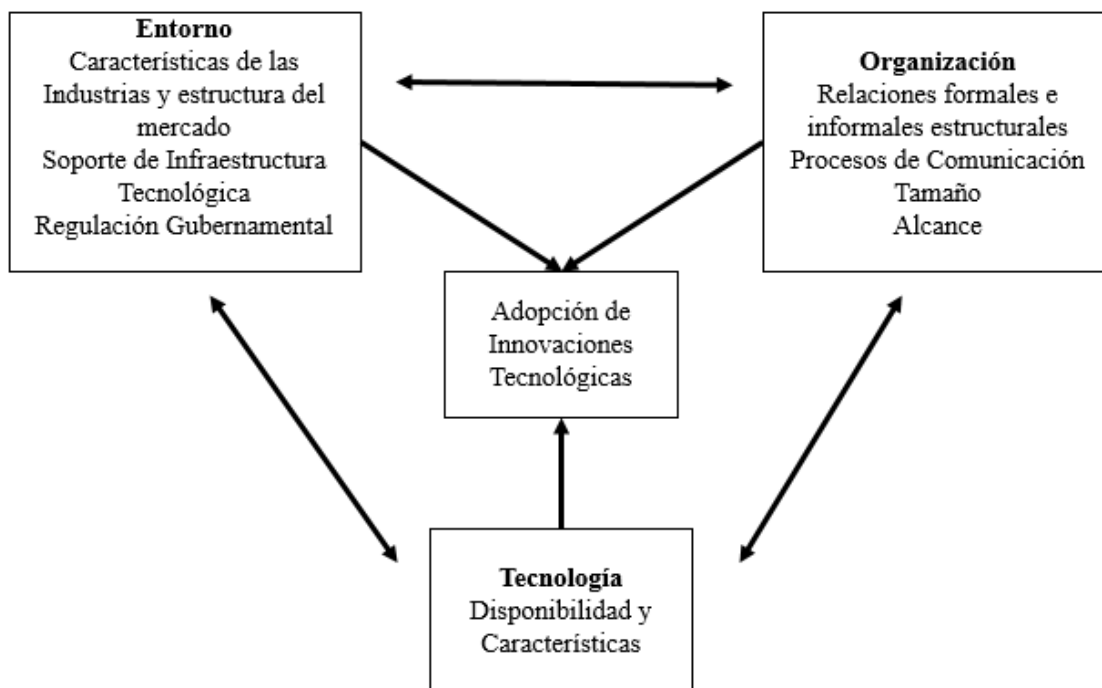 Entorno
Características de las
Industrias y estructura del
mercado
Soporte de Infraestructura
Tecnológica
Regulación Gubernamental
Organización
Relaciones formales e
informales estructurales
Procesos de Comunicación
Tamaño
Alcance
Adopción de
Innovaciones
Tecnológicas
Tecnología
Disponibilidad y
Características